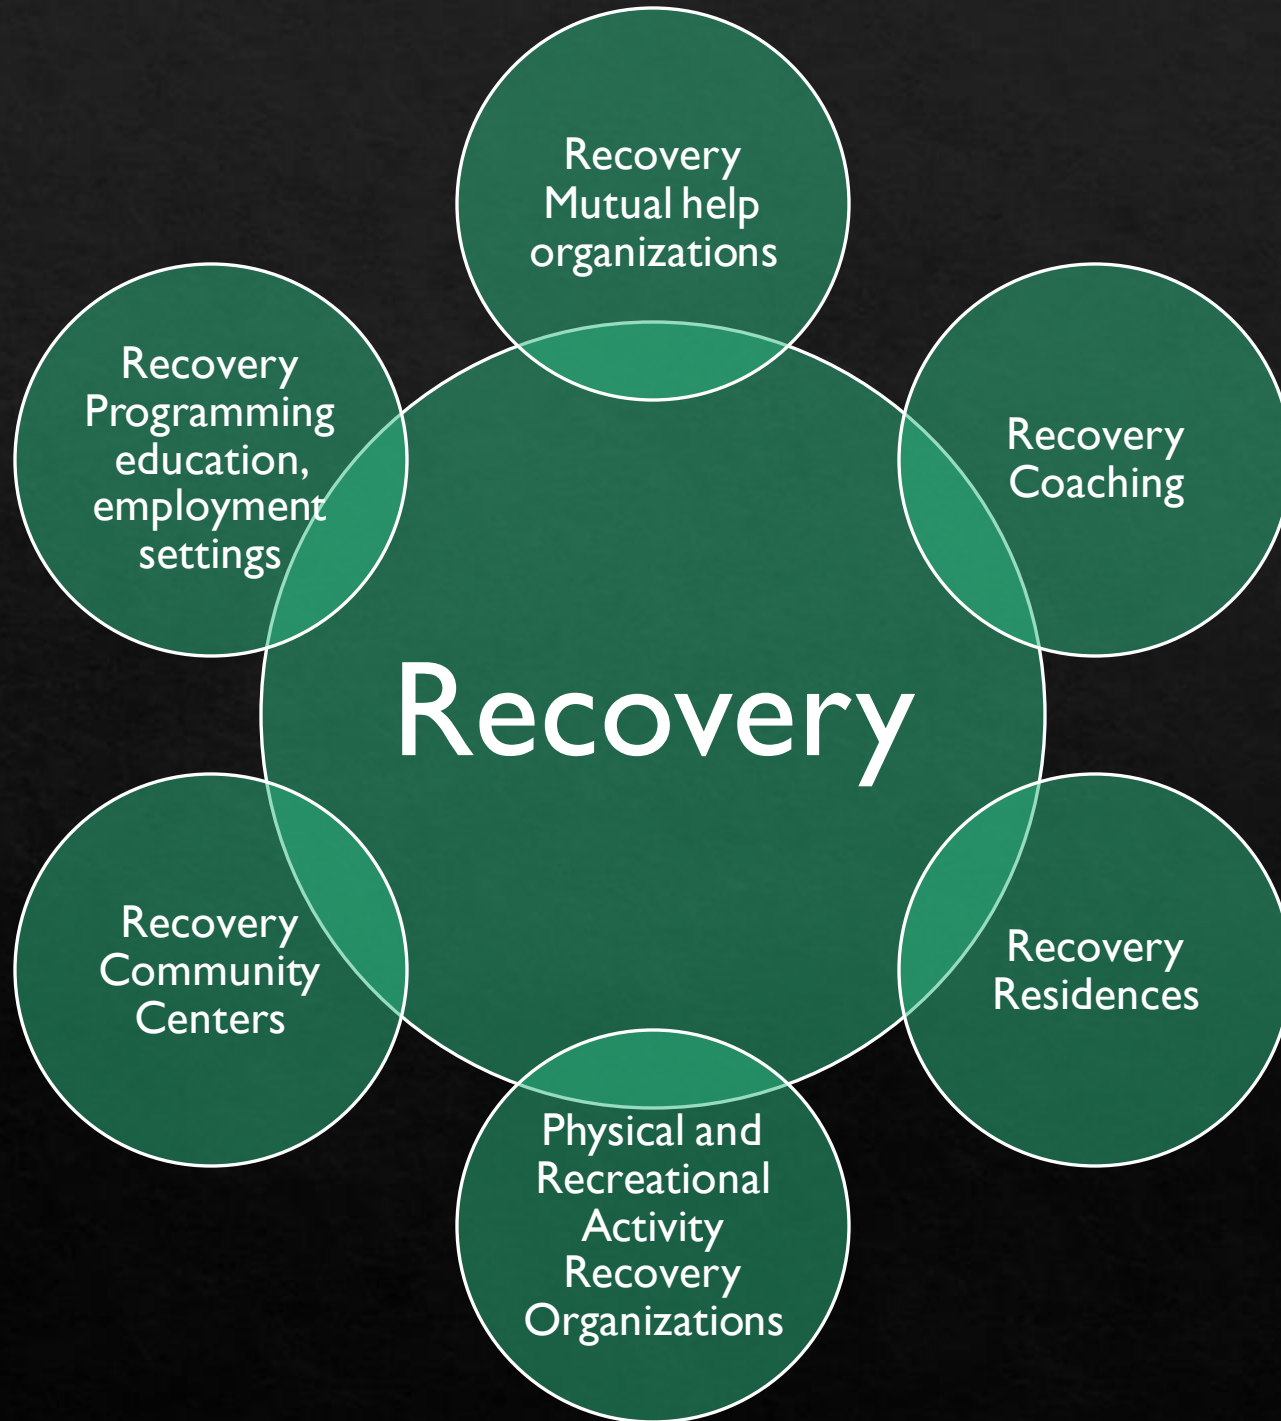 Recovery
Mutual help
organizations
Recovery
Coaching
Recovery
Residences
Physical and
Recreational
Activity
Recovery
Organizations
Recovery
Community
Centers
Recovery
Programming
education,
employment
settings
Recovery